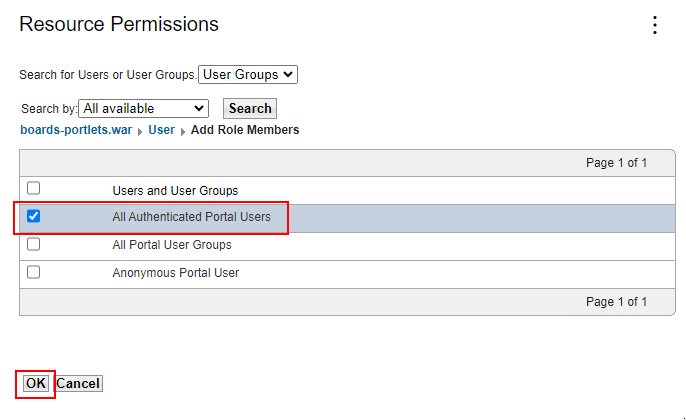 Resource Permissions
Search for Users or User Groups. User Groups
Search by: All available Search
boards-portlets.war User Add Role Members
Page 1 of 1
Users and User Groups
All Authenticated Portal Users
All Portal User Groups
Anonymous Portal User
Page 1 of 1
OK Cancel